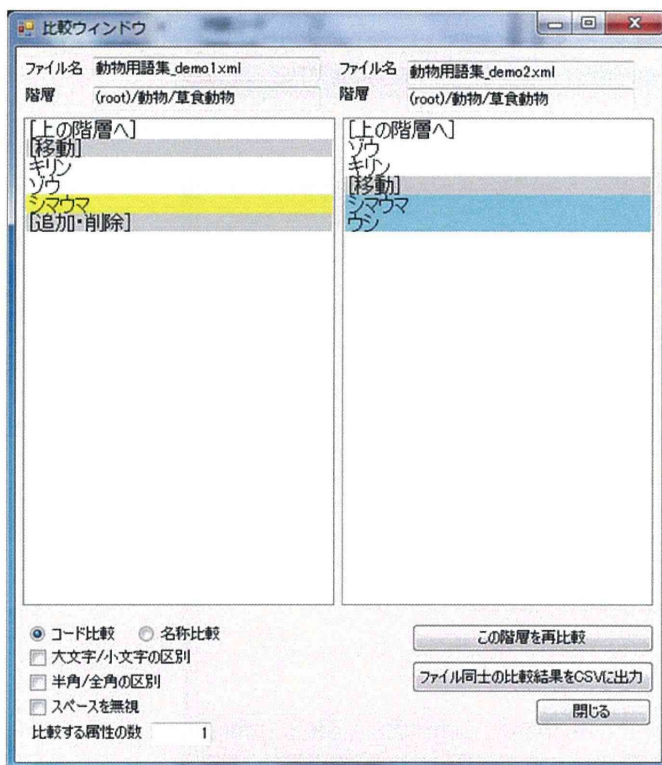 比較ウィンドウ
ファイル名 動物用語集_demo1.xml
階層 (root)/動物/草食動物
[上の階層へ]
[移動]
キリン
ゾウ
シマウマ
[追加・削除]
ファイル名 動物用語集_demo2.xml
階層 (root)/動物/草食動物
[上の階層へ]
ゾウ
キリン
[移動]
シマウマ
ウシ
コード比較 名称比較
大文字/小文字の区別
半角/全角の区別
スペースを無視
比較する属性の数 1
この階層を再比較
ファイル同士の比較結果をCSVに出力
閉じる